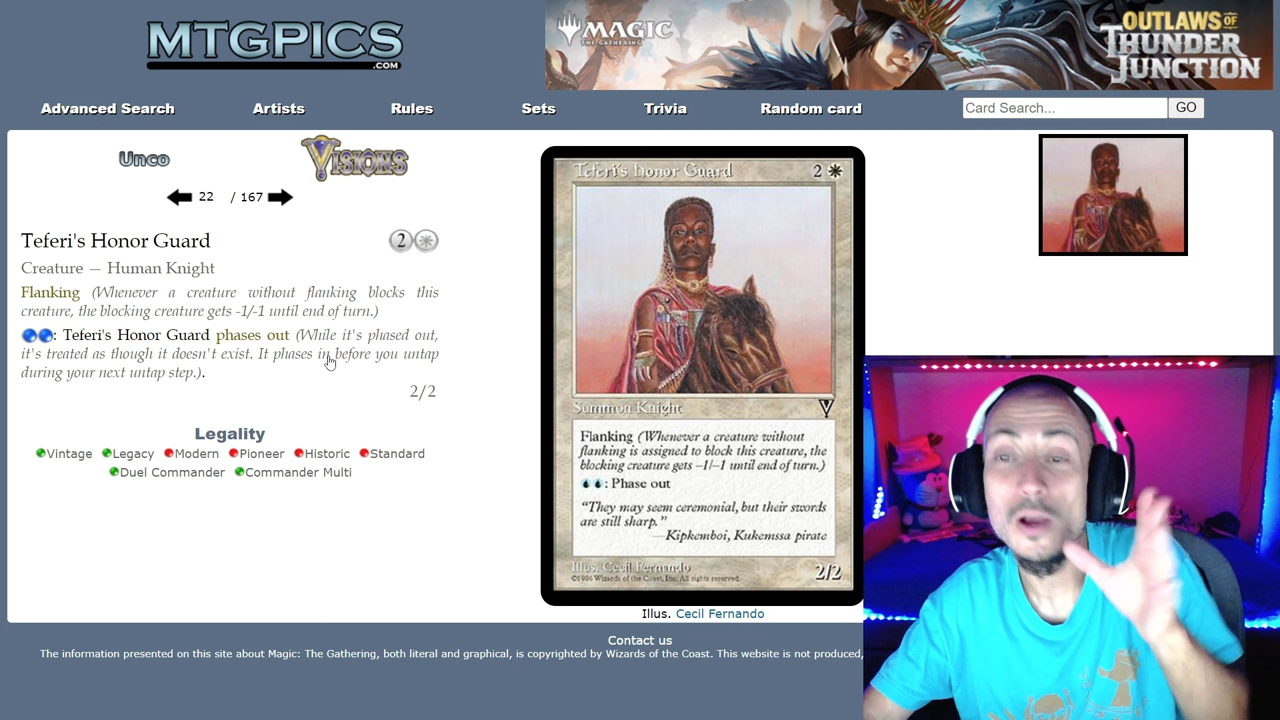 MTGPICS
.COM
MAGIC
THE GATHERING
OUTLAWS OF
THUNDER
JUNCTION
Advanced Search
Artists
Rules
Sets
Trivia
Random card
Card Search...
GO
Unco
VISIONS
22 / 167
Teferi's Honor Guard 2
Creature — Human Knight
Flanking (Whenever a creature without flanking blocks this
creature, the blocking creature gets -1/-1 until end of turn.)
: Teferi's Honor Guard phases out (While it's phased out,
it's treated as though it doesn't exist. It phases in before you untap
during your next untap step.).
2/2
Legality
Vintage Legacy Modern Pioneer Historic Standard
Duel Commander Commander Multi
Teferi's Honor Guard 2
Summon Knight
Flanking (Whenever a creature without
flanking is assigned to block this creature, the
blocking creature gets –1/–1 until end of turn.)
: Phase out
“They may seem ceremonial, but their swords
are still sharp.”
—Kipkemboi, Kukemssa pirate
Illus. Cecil Fernando
©1996 Wizards of the Coast, Inc. All rights reserved.
2/2
Illus. Cecil Fernando
Contact us
The information presented on this site about Magic: The Gathering, both literal and graphical, is copyrighted by Wizards of the Coast. This website is not produced,